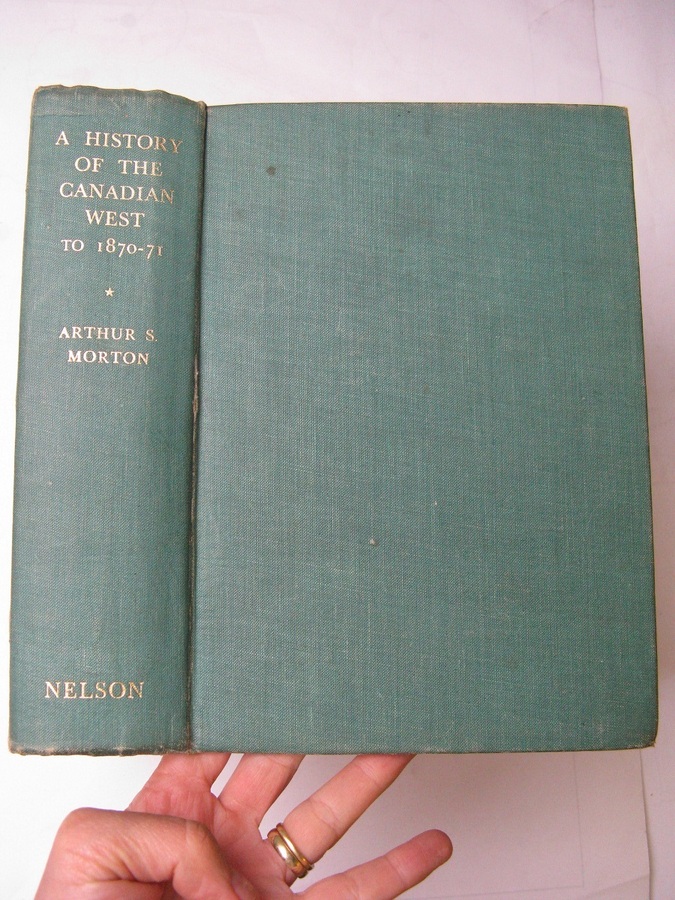 A HISTORY
OF THE
CANADIAN
WEST
TO 1870-71
ARTHUR S.
MORTON
NELSON